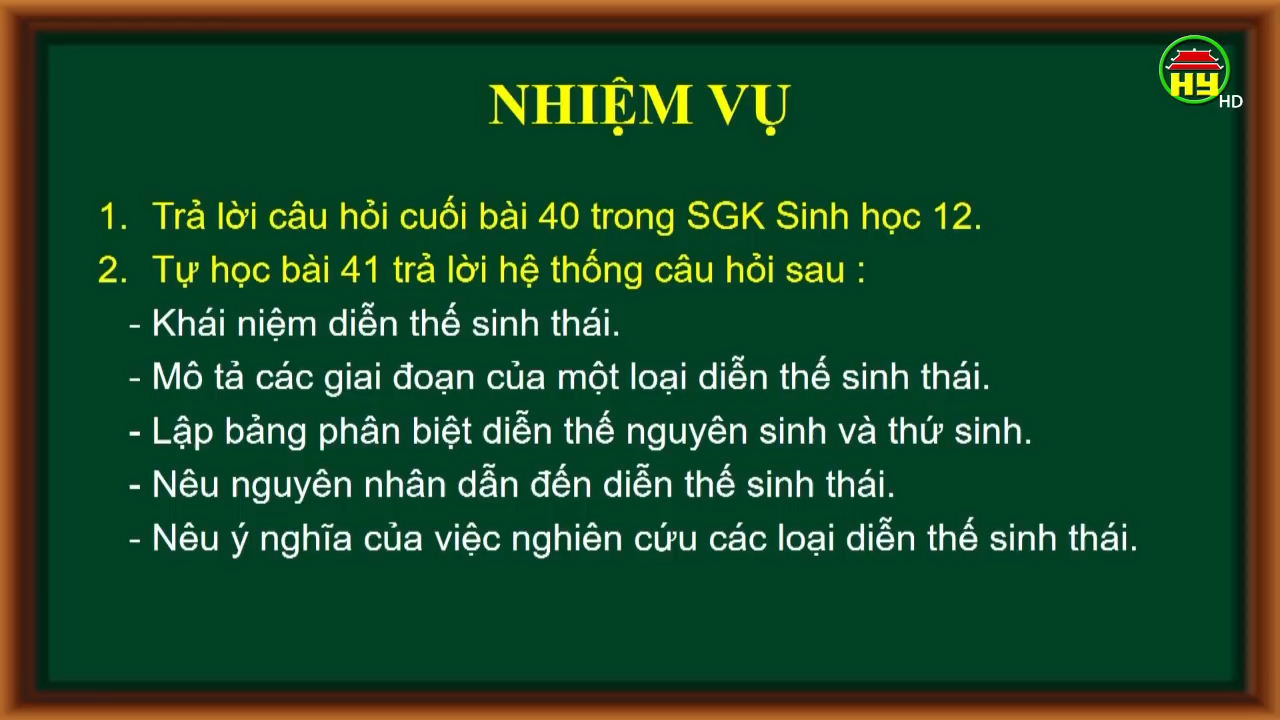 HY
HD
NHIỆM VỤ
1. Trả lời câu hỏi cuối bài 40 trong SGK Sinh học 12.
2. Tự học bài 41 trả lời hệ thống câu hỏi sau :
- Khái niệm diễn thế sinh thái.
- Mô tả các giai đoạn của một loại diễn thế sinh thái.
- Lập bảng phân biệt diễn thế nguyên sinh và thứ sinh.
- Nêu nguyên nhân dẫn đến diễn thế sinh thái.
- Nêu ý nghĩa của việc nghiên cứu các loại diễn thế sinh thái.